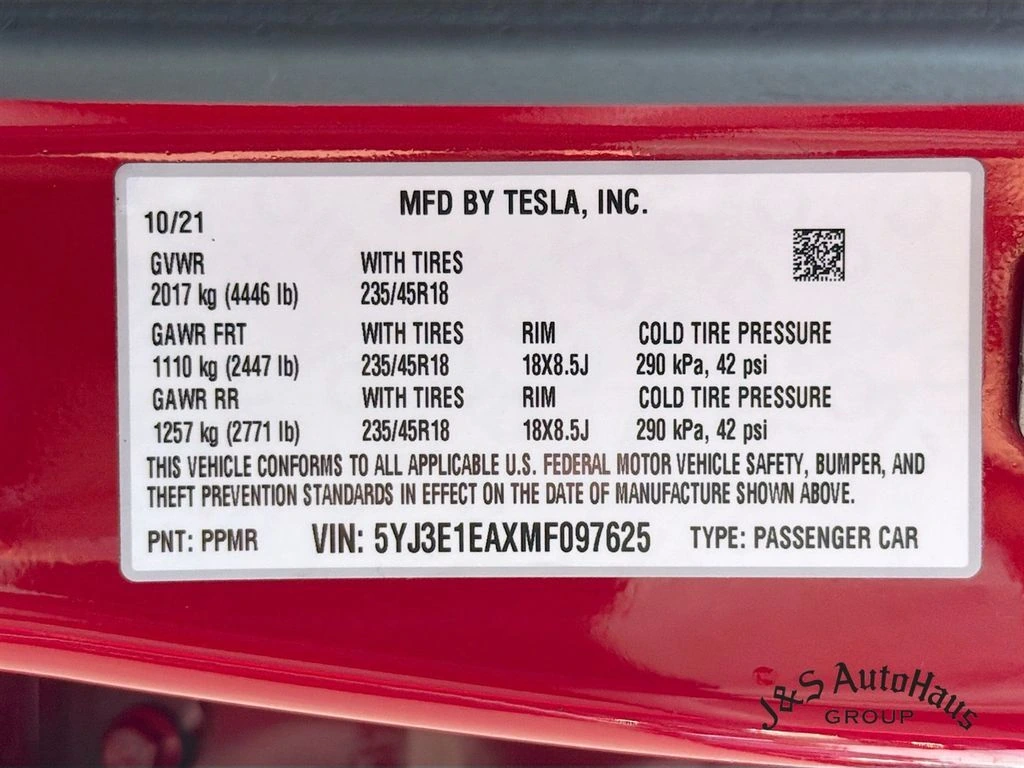 MFD BY TESLA, INC.
10/21
GVWR WITH TIRES
2017 kg (4446 lb) 235/45R18
GAWR FRT WITH TIRES RIM COLD TIRE PRESSURE
1110 kg (2447 lb) 235/45R18 18X8.5J 290 kPa, 42 psi
GAWR RR WITH TIRES RIM COLD TIRE PRESSURE
1257 kg (2771 lb) 235/45R18 18X8.5J 290 kPa, 42 psi
THIS VEHICLE CONFORMS TO ALL APPLICABLE U.S. FEDERAL MOTOR VEHICLE SAFETY, BUMPER, AND
THEFT PREVENTION STANDARDS IN EFFECT ON THE DATE OF MANUFACTURE SHOWN ABOVE.
PNT: PPMR VIN: 5YJ3E1EAXMF097625 TYPE: PASSENGER CAR
J&S AutoHaus
GROUP